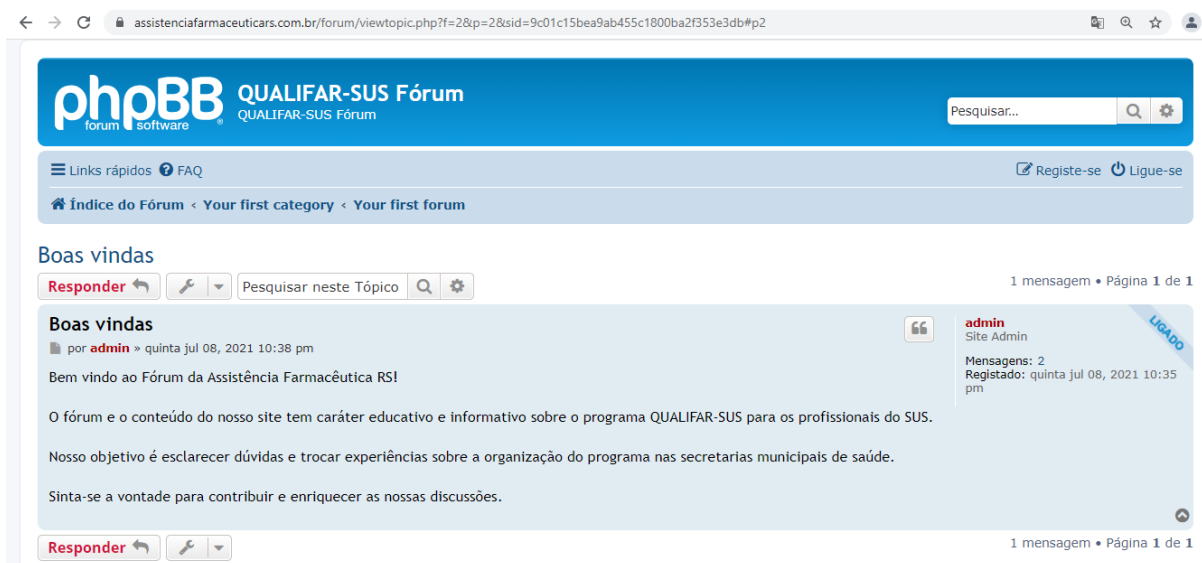 assistenciafarmaceuticars.com.br/forum/viewtopic.php?f=2&p=2&sid=9c01c15bea9ab455c1800ba2f353e3db#p2
phpBB
forum software
QUALIFAR-SUS Fórum
QUALIFAR-SUS Fórum
Pesquisar...
Links rápidos FAQ
Registe-se Ligue-se
Índice do Fórum ‹ Your first category ‹ Your first forum
Boas vindas
Responder
Pesquisar neste Tópico
1 mensagem • Página 1 de 1
Boas vindas
por admin » quinta jul 08, 2021 10:38 pm
Bem vindo ao Fórum da Assistência Farmacêutica RS!
O fórum e o conteúdo do nosso site tem caráter educativo e informativo sobre o programa QUALIFAR-SUS para os profissionais do SUS.
Nosso objetivo é esclarecer dúvidas e trocar experiências sobre a organização do programa nas secretarias municipais de saúde.
Sinta-se a vontade para contribuir e enriquecer as nossas discussões.
admin
Site Admin
Mensagens: 2
Registado: quinta jul 08, 2021 10:35
pm
LIGADO
Responder
1 mensagem • Página 1 de 1